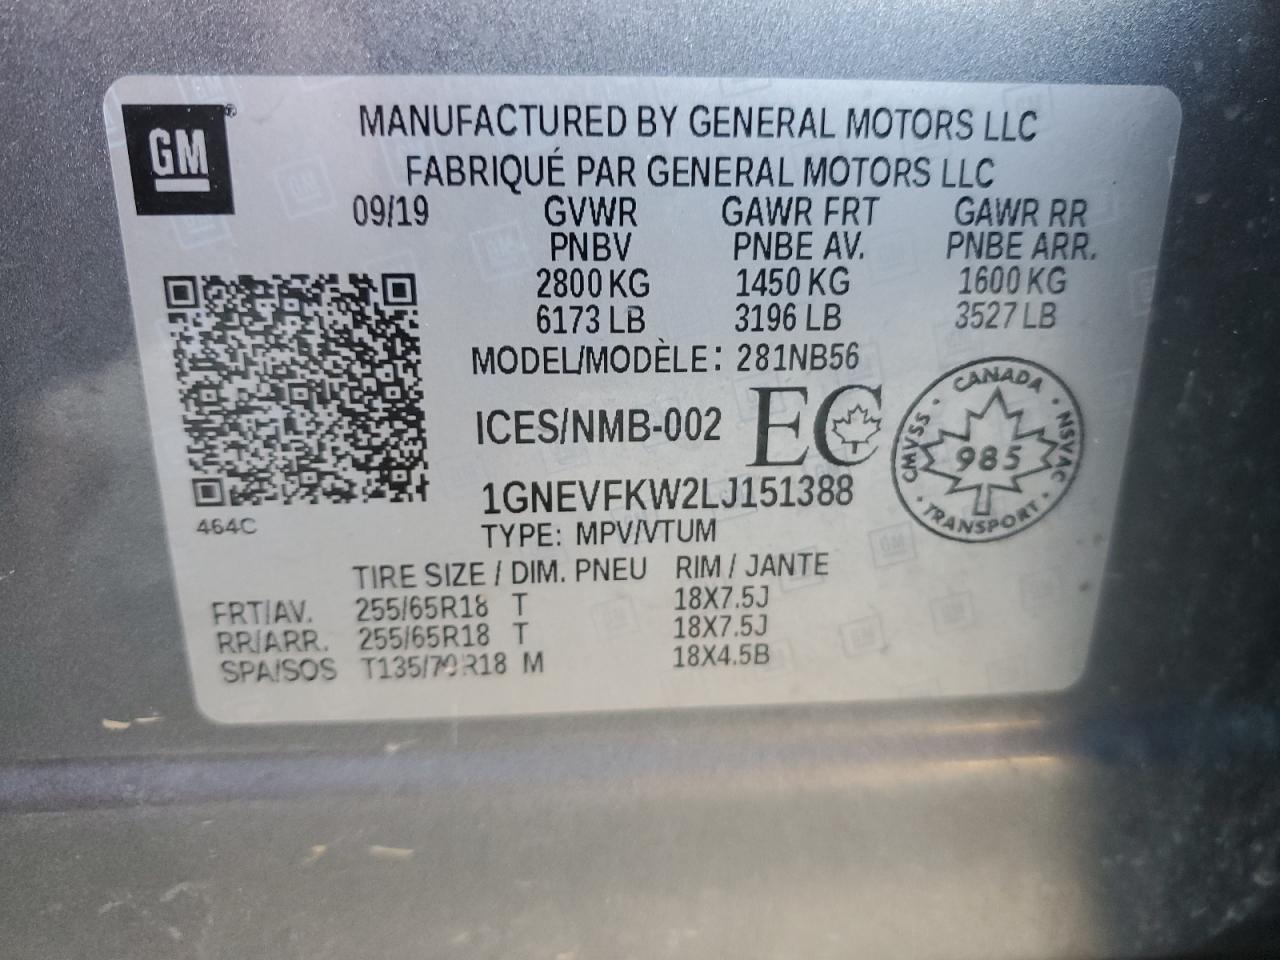 GM®
MANUFACTURED BY GENERAL MOTORS LLC
FABRIQUÉ PAR GENERAL MOTORS LLC
09/19 GVWR GAWR FRT GAWR RR
PNBV PNBE AV. PNBE ARR.
2800 KG 1450 KG 1600 KG
6173 LB 3196 LB 3527 LB
MODEL/MODÈLE: 281NB56
ICES/NMB-002 EC
CANADA · NSVAC · TRANSPORT · CMVSS ·
985
1GNEVFKW2LJ151388
464C
TYPE: MPV/VTUM
TIRE SIZE / DIM. PNEU RIM / JANTE
FRT/AV. 255/65R18 T 18X7.5J
RR/ARR. 255/65R18 T 18X7.5J
SPA/SOS T135/70R18 M 18X4.5B